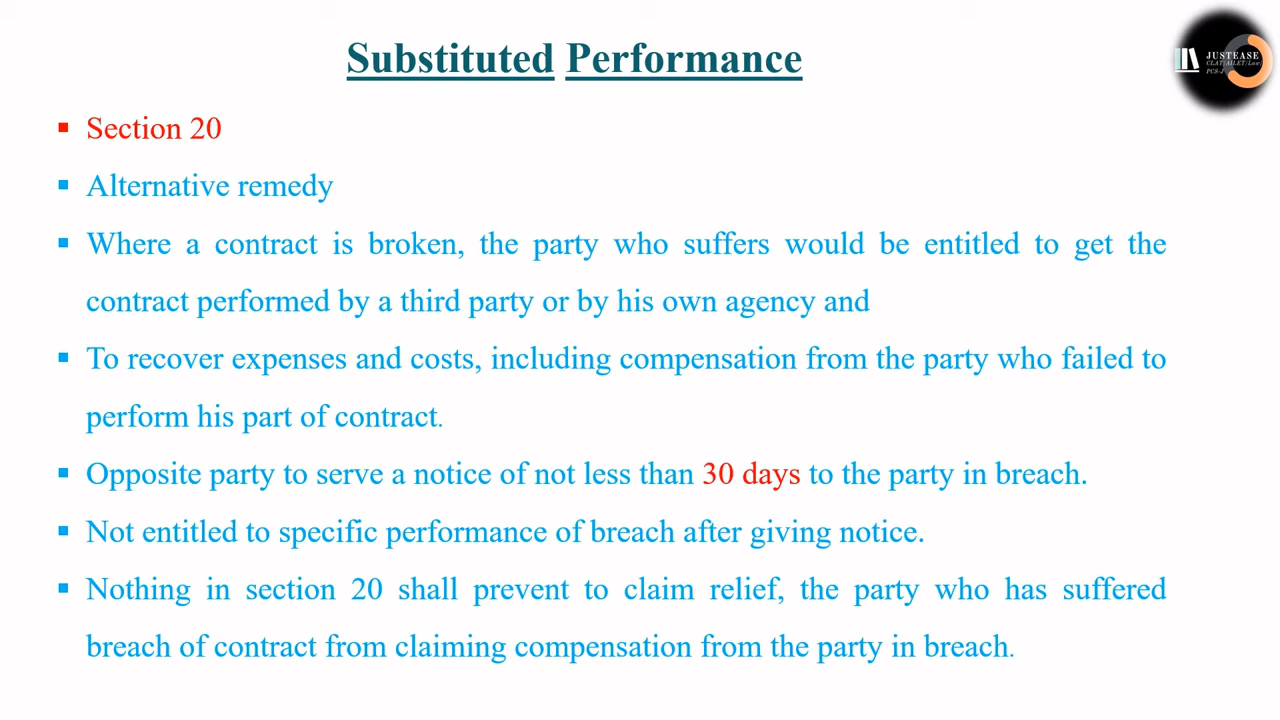 Substituted Performance
JUSTEASE
CLAT/AILET/Law/
PCS-J
Section 20
Alternative remedy
Where a contract is broken, the party who suffers would be entitled to get the
contract performed by a third party or by his own agency and
To recover expenses and costs, including compensation from the party who failed to
perform his part of contract.
Opposite party to serve a notice of not less than 30 days to the party in breach.
Not entitled to specific performance of breach after giving notice.
Nothing in section 20 shall prevent to claim relief, the party who has suffered
breach of contract from claiming compensation from the party in breach.